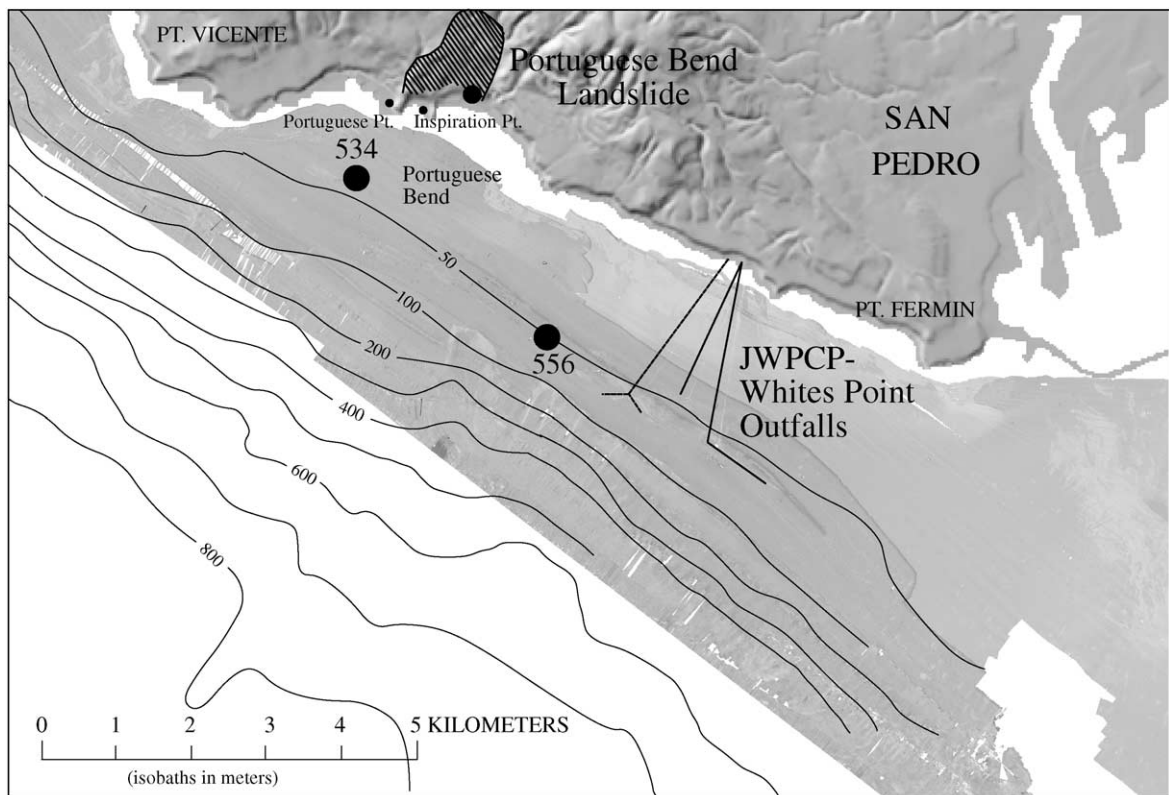 PT. VICENTE
Portuguese Bend
Landslide
Portuguese Pt.
Inspiration Pt.
SAN
PEDRO
534
Portuguese
Bend
50
100
PT. FERMIN
200
556
JWPCP-
Whites Point
Outfalls
400
600
800
0 1 2 3 4 5 KILOMETERS
(isobaths in meters)